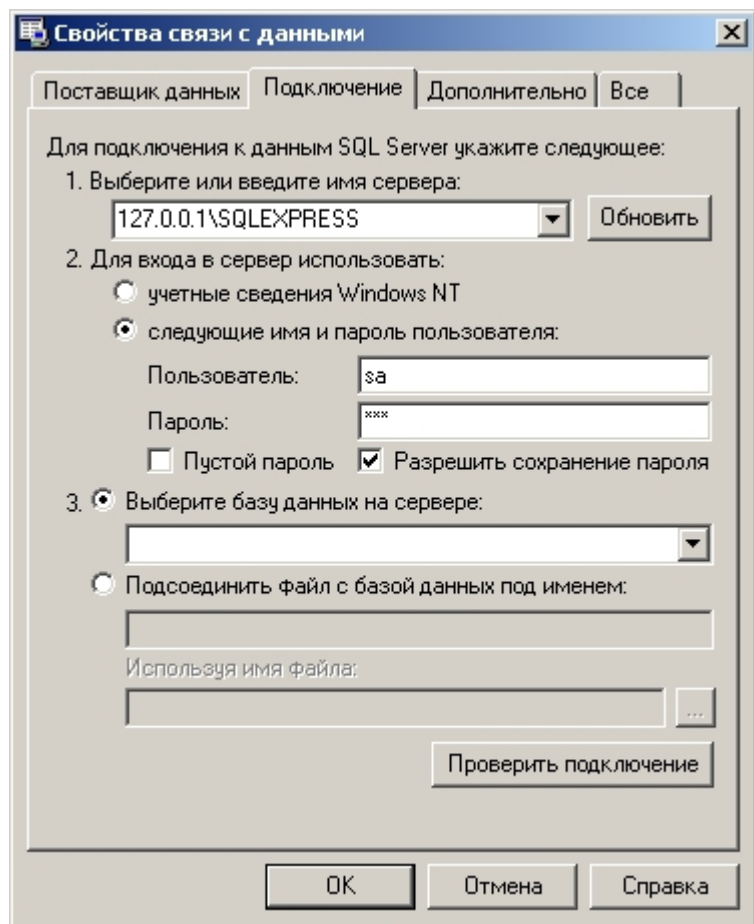 Свойства связи с данными
Поставщик данных Подключение Дополнительно Все
Для подключения к данным SQL Server укажите следующее:
1. Выберите или введите имя сервера:
127.0.0.1\SQLEXPRESS Обновить
2. Для входа в сервер использовать:
учетные сведения Windows NT
следующие имя и пароль пользователя:
Пользователь: sa
Пароль: ***
Пустой пароль Разрешить сохранение пароля
3. Выберите базу данных на сервере:
Подсоединить файл с базой данных под именем:
Используя имя файла:
...
Проверить подключение
OK Отмена Справка